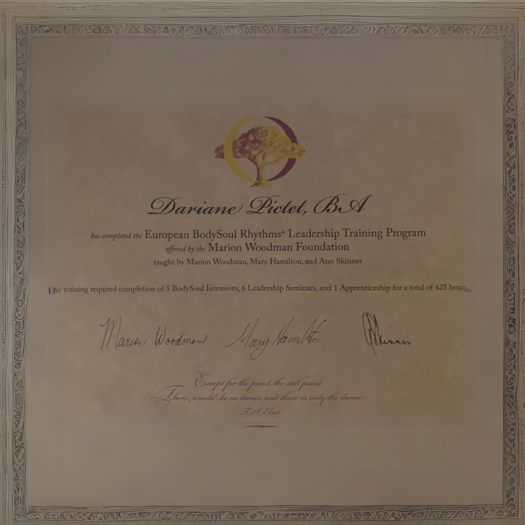 Dariane Pictet, BA
has completed the European BodySoul Rhythms® Leadership Training Program
offered by the Marion Woodman Foundation
taught by Marion Woodman, Mary Hamilton, and Ann Skinner
The training required completion of 5 BodySoul Intensives, 6 Leadership Seminars, and 1 Apprenticeship for a total of 425 hours.
Marion Woodman Mary Hamilton A Skinner
Except for the point, the still point
There would be no dance, and there is only the dance.
T.S. Eliot